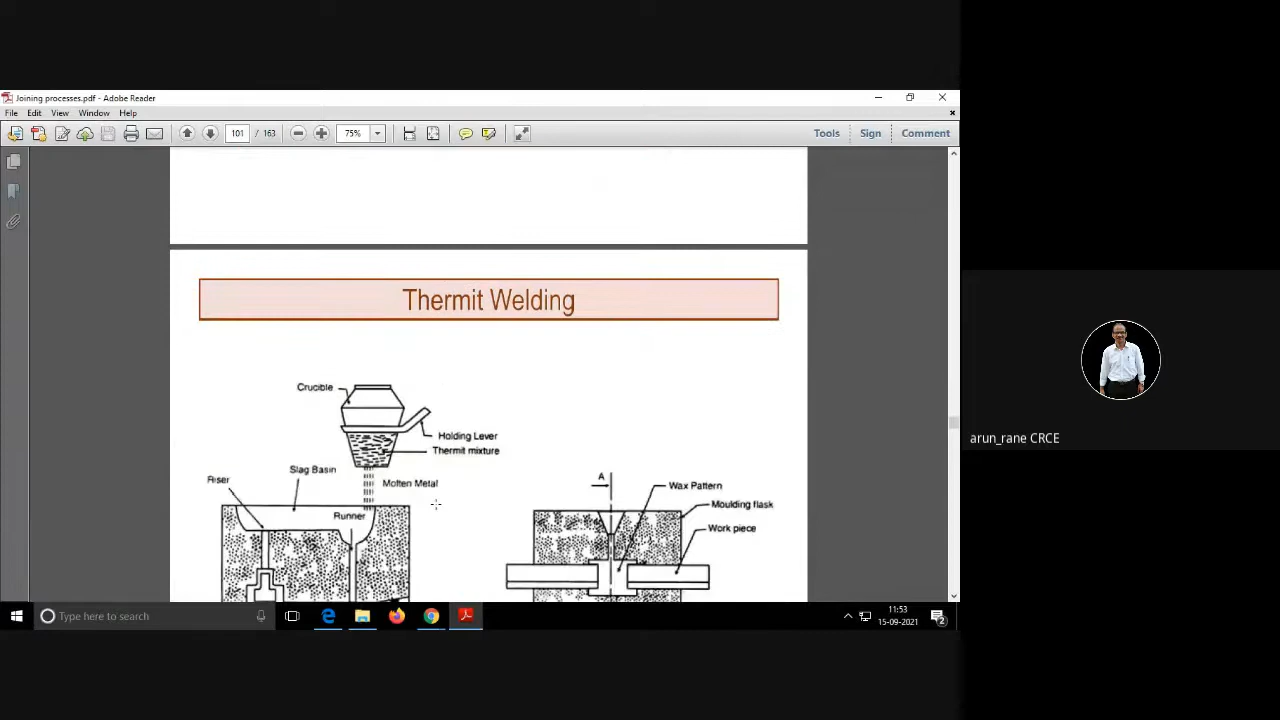 Joining processes.pdf - Adobe Reader
File Edit View Window Help
101 / 163 75% Tools Sign Comment
Thermit Welding
Crucible
Holding Lever
Thermit mixture
Slag Basin
Riser
Molten Metal
Runner
A
Wax Pattern
Moulding flask
Work piece
arun_rane CRCE
Type here to search
11:53
15-09-2021
2